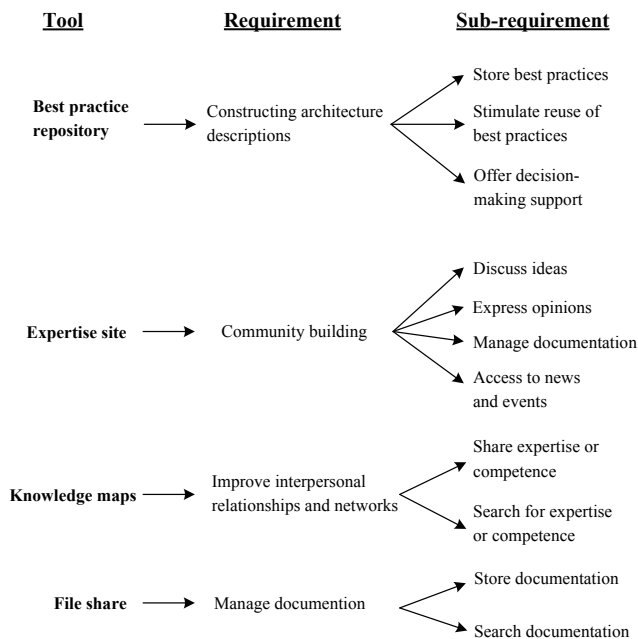 Tool Requirement Sub-requirement
Store best practices
Best practice
repository
Constructing architecture
descriptions
Stimulate reuse of
best practices
Offer decision-
making support
Discuss ideas
Express opinions
Expertise site
Community building
Manage documentation
Access to news
and events
Share expertise or
competence
Knowledge maps
Improve interpersonal
relationships and networks
Search for expertise
or competence
Store documentation
File share
Manage documention
Search documentation